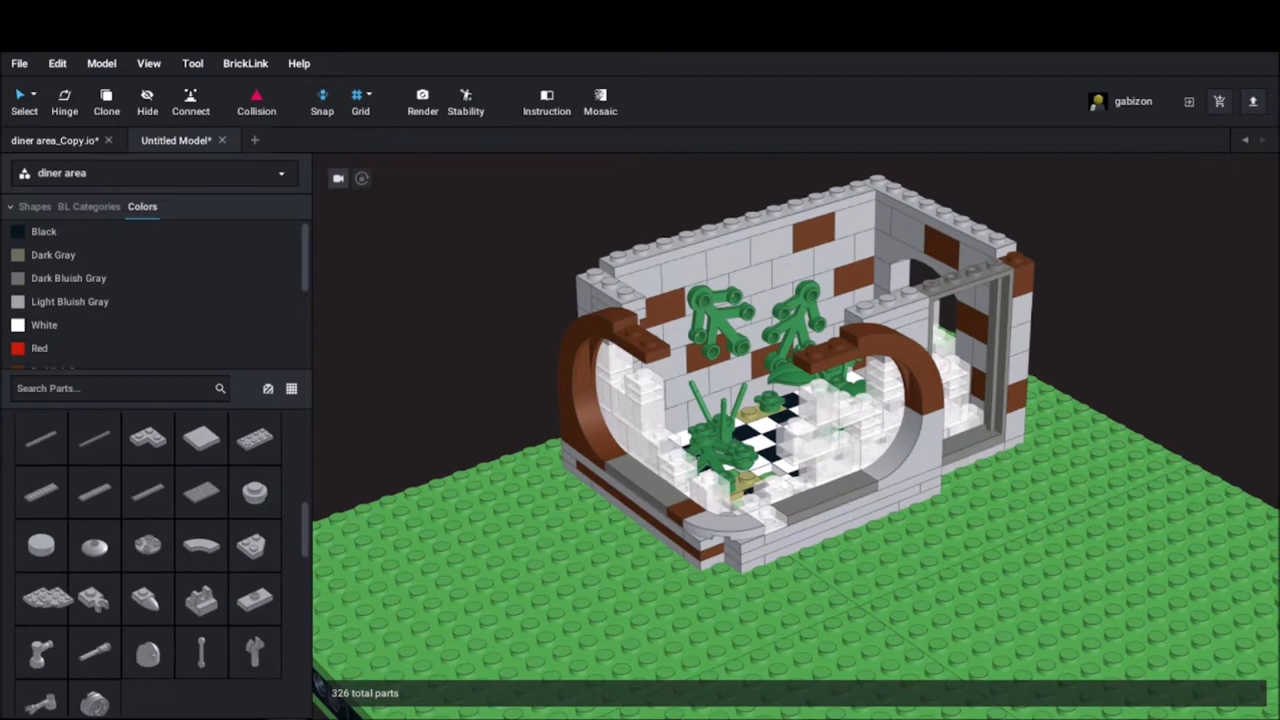 File Edit Model View Tool BrickLink Help
Select Hinge Clone Hide Connect Collision Snap Grid Render Stability Instruction Mosaic gabizon
diner area_Copy.io* Untitled Model*
diner area
Shapes BL Categories Colors
Black
Dark Gray
Dark Bluish Gray
Light Bluish Gray
White
Red
Search Parts...
326 total parts